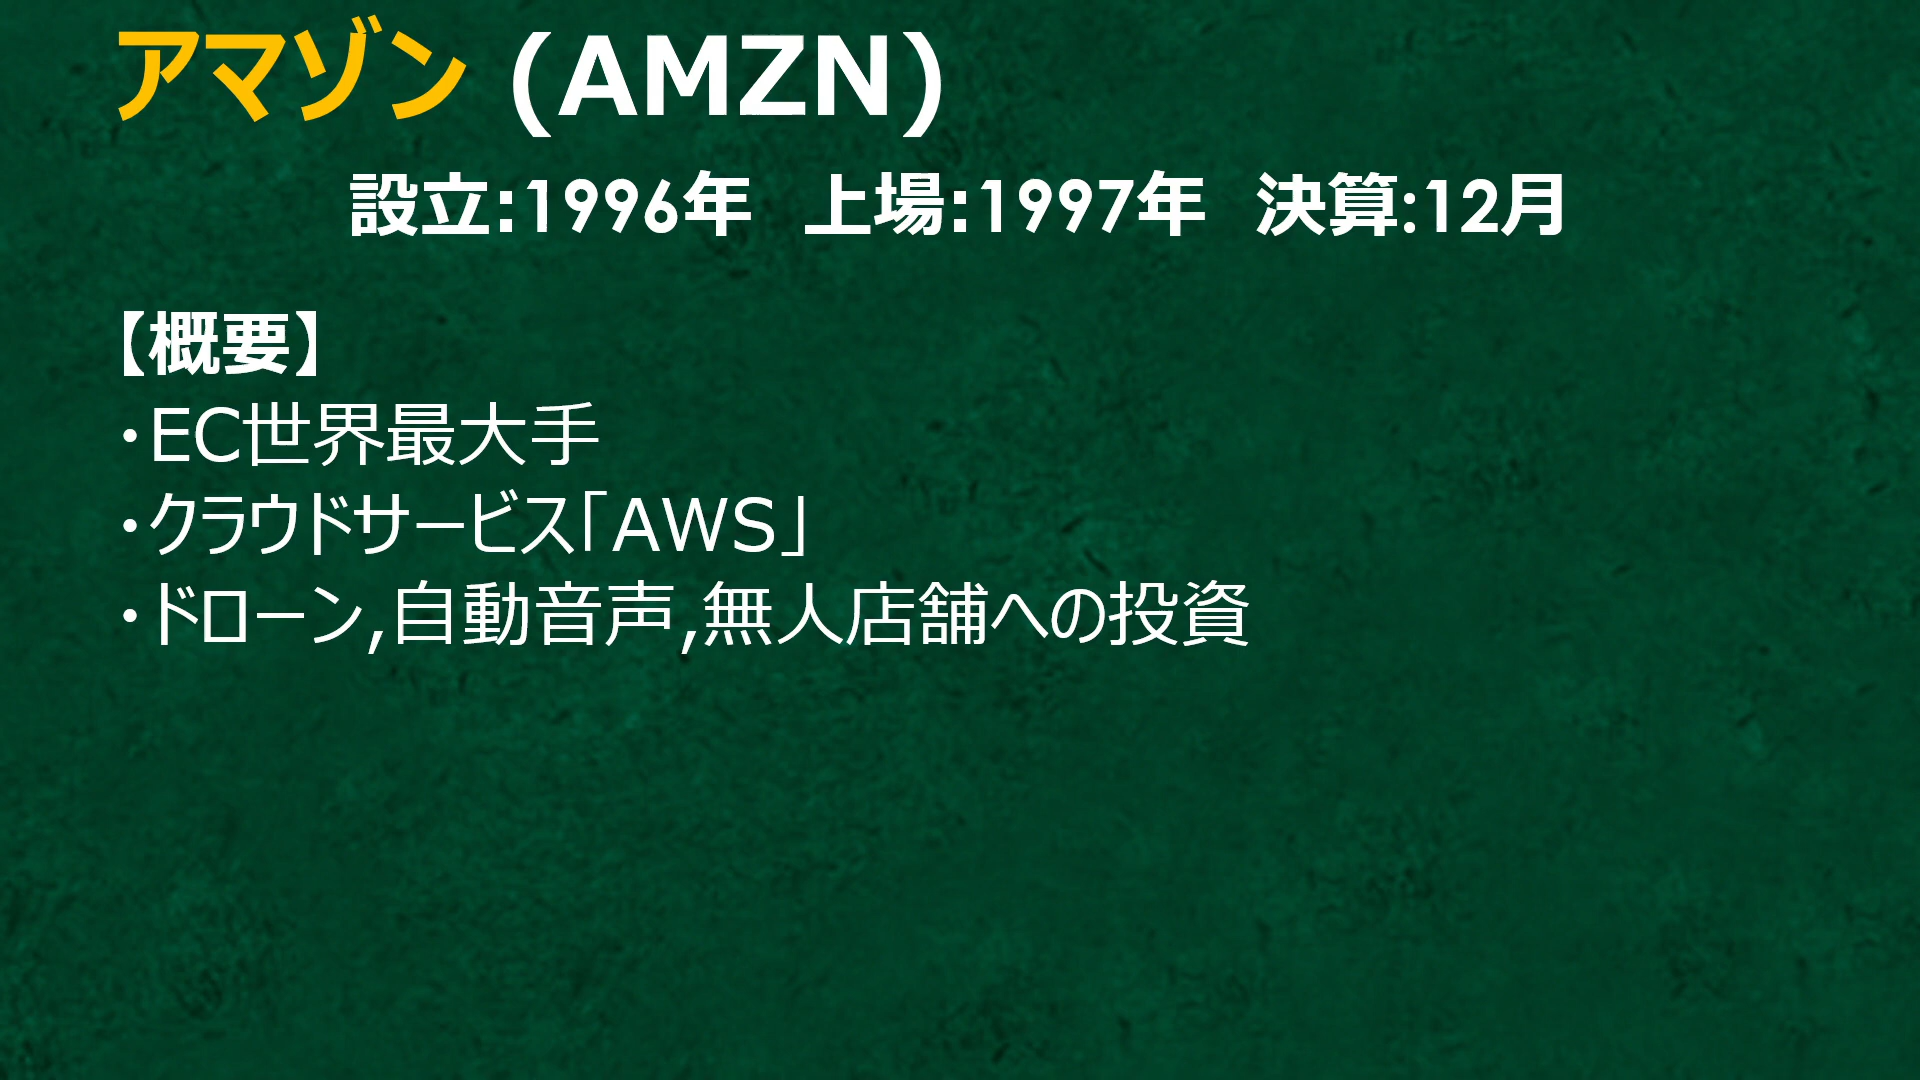 アマゾン (AMZN)
設立:1996年　上場:1997年　決算:12月
【概要】
・EC世界最大手
・クラウドサービス「AWS」
・ドローン,自動音声,無人店舗への投資